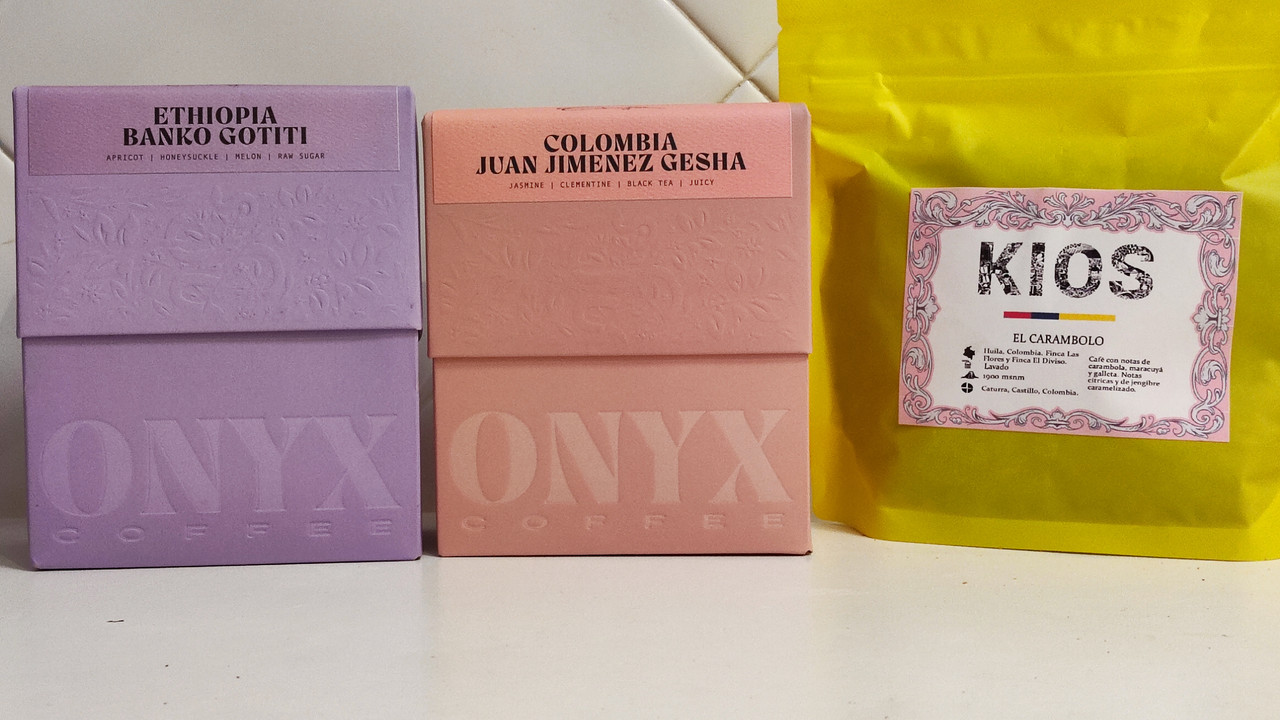 ETHIOPIA
BANKO GOTITI
APRICOT | HONEYSUCKLE | MELON | RAW SUGAR
ONYX
COFFEE
COLOMBIA
JUAN JIMENEZ GESHA
JASMINE | CLEMENTINE | BLACK TEA | JUICY
ONYX
COFFEE
KIOS
EL CARAMBOLO
Huila, Colombia. Finca Las
Flores y Finca El Diviso.
Lavado
1900 msnm
Caturra, Castillo, Colombia.
Café con notas de
carambola, maracuyá
y galleta. Notas
cítricas y de jengibre
caramelizado.